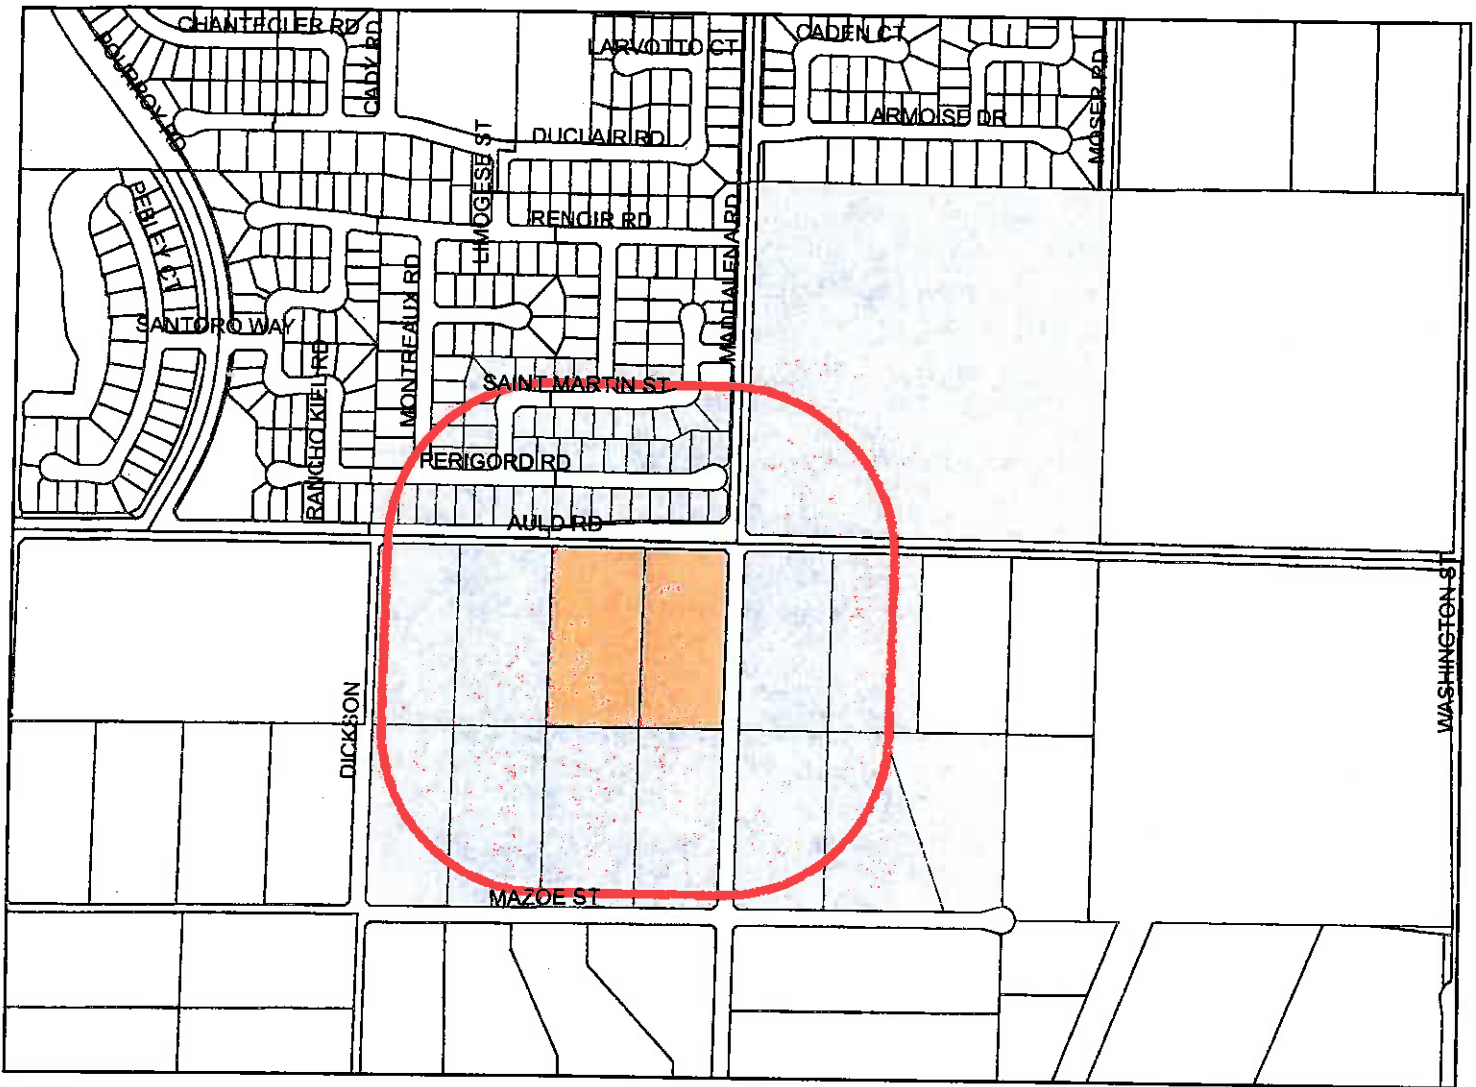 CHANTECLER RD
CADY RD
LARVOTTO CT
CADEN CT
POURROY RD
MOSER RD
ARMOISE DR
DUCLAIR RD
LIMOGESE ST
PEBLEY CT
RENOIR RD
MADDALENA RD
MONTREAUX RD
SANTORO WAY
RANCHO KIEL RD
SAINT MARTIN ST
PERIGORD RD
AULD RD
WASHINGTON ST
DICKSON
MAZOE ST